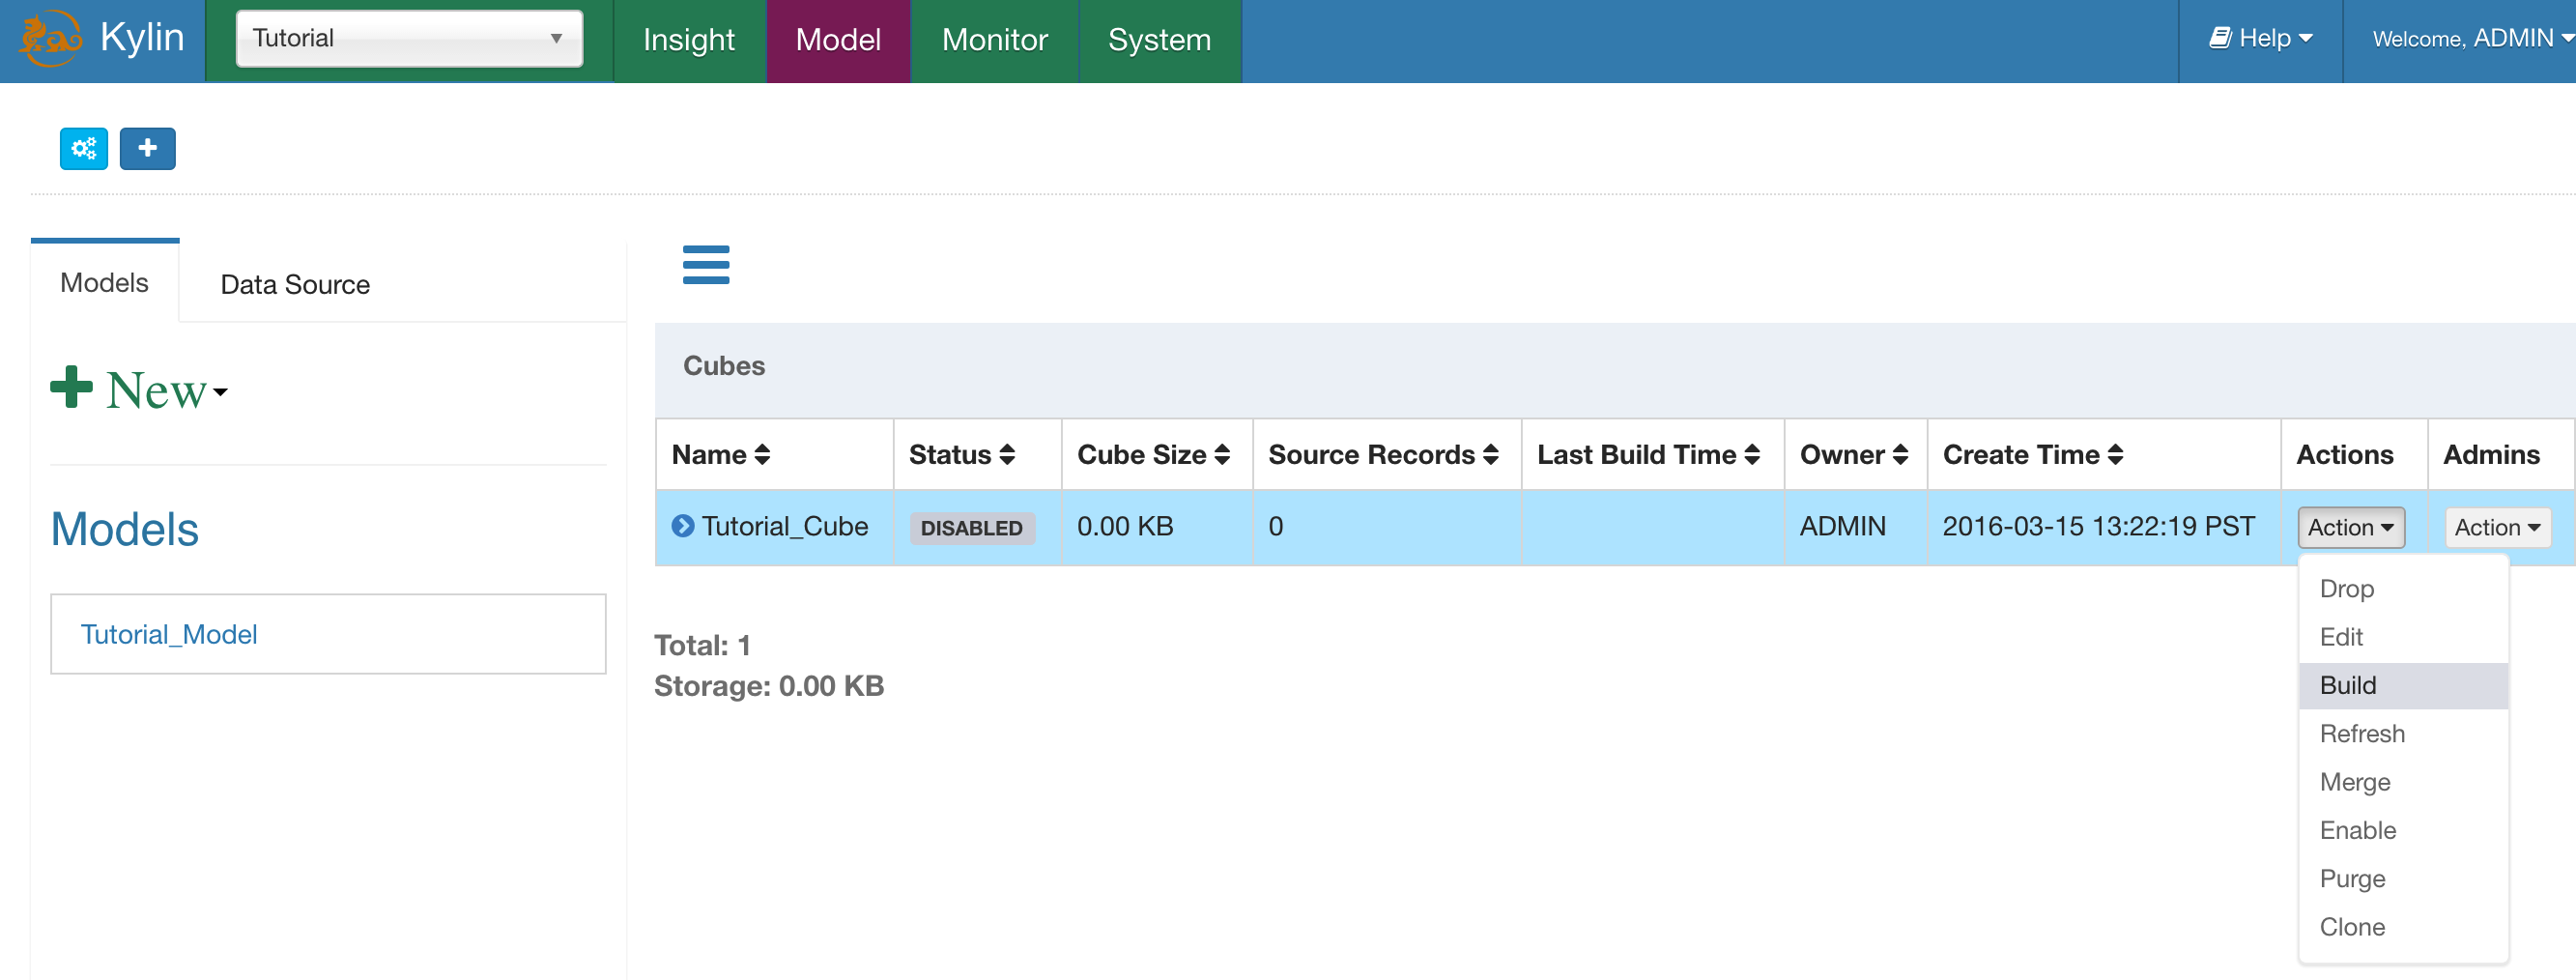 Kylin
Tutorial
Insight
Model
Monitor
System
Help
Welcome, ADMIN
Models
Data Source
New
Models
Tutorial_Model
Cubes
Name Status Cube Size Source Records Last Build Time Owner Create Time Actions Admins
Tutorial_Cube DISABLED 0.00 KB 0 ADMIN 2016-03-15 13:22:19 PST Action Action
Drop
Edit
Build
Refresh
Merge
Enable
Purge
Clone
Total: 1
Storage: 0.00 KB